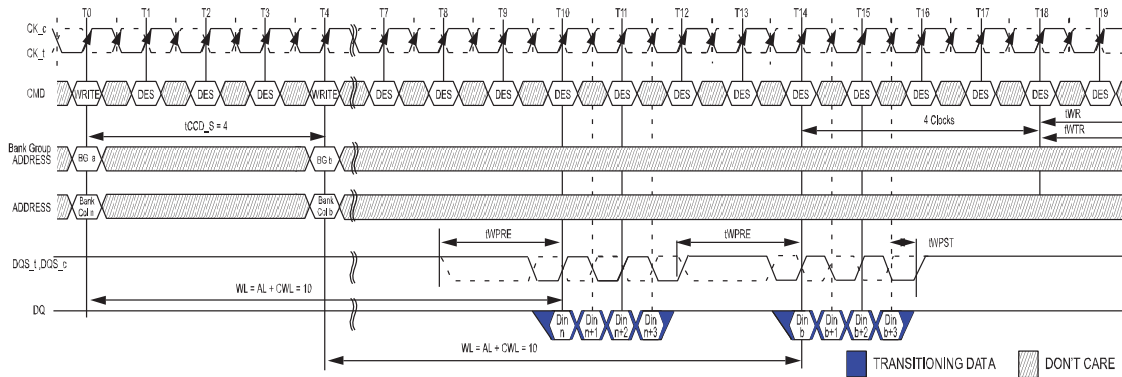 T0 T1 T2 T3 T4 T7 T8 T9 T10 T11 T12 T13 T14 T15 T16 T17 T18 T19
CK_c
CK_t
CMD WRITE DES DES DES WRITE DES DES DES DES DES DES DES DES DES DES DES DES DES
tCCD_S = 4 4 Clocks tWR
tWTR
Bank Group
ADDRESS BG a BG b
ADDRESS Bank Col n Bank Col b
tWPRE tWPRE tWPST
DQS_t ,DQS_c
WL = AL + CWL = 10
DQ Din n Din n+1 Din n+2 Din n+3 Din b Din b+1 Din b+2 Din b+3
WL = AL + CWL = 10
TRANSITIONING DATA DON'T CARE